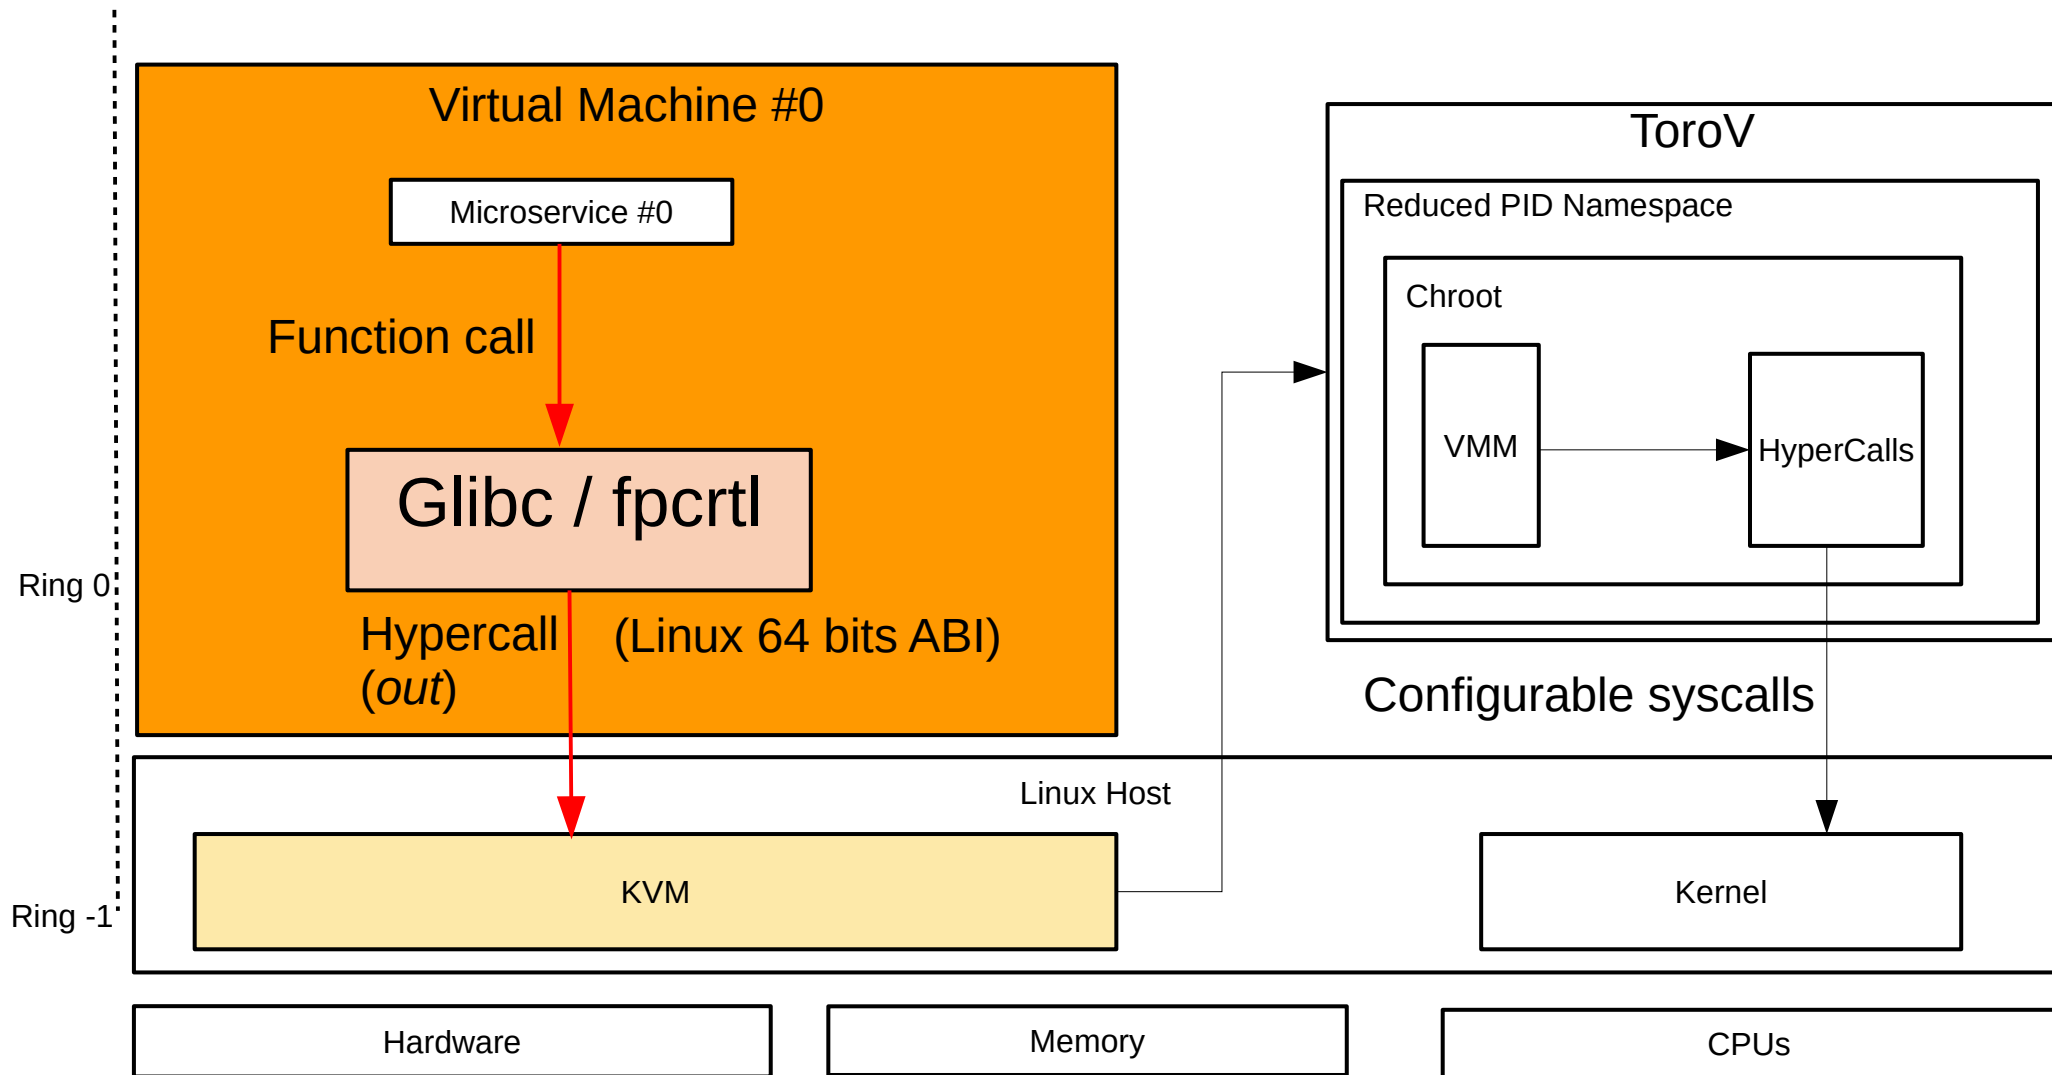 Virtual Machine #0
Microservice #0
Function call
Glibc / fpcrtl
Ring 0
Hypercall (Linux 64 bits ABI)
(out)
ToroV
Reduced PID Namespace
Chroot
VMM
HyperCalls
Configurable syscalls
Linux Host
KVM
Kernel
Ring -1
Hardware
Memory
CPUs